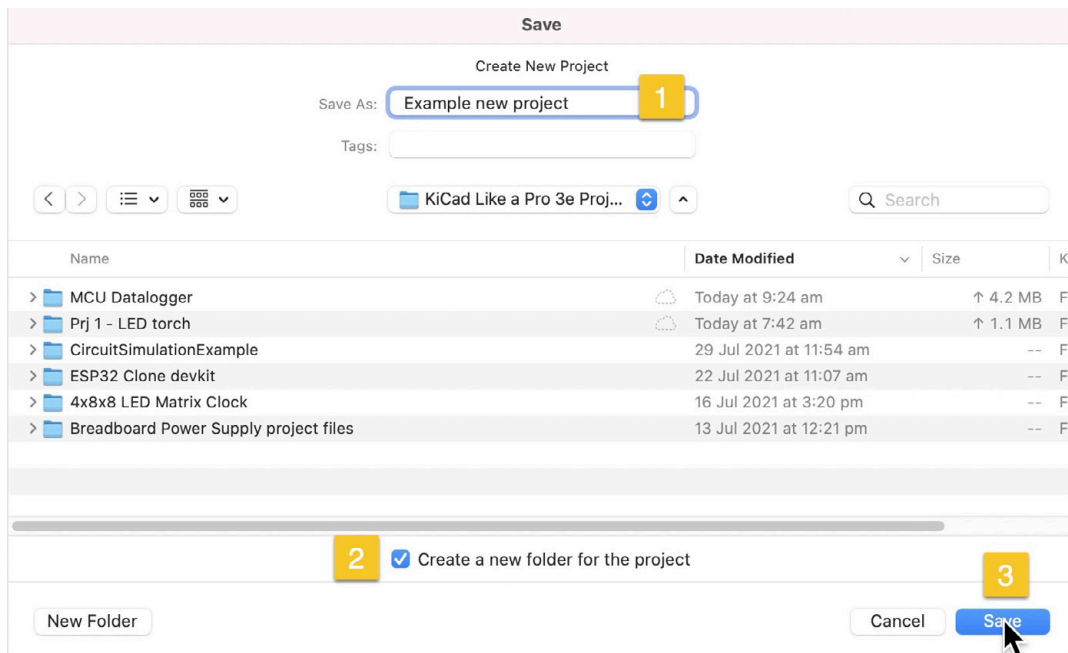 Save
Create New Project
Save As: Example new project 1
Tags:
KiCad Like a Pro 3e Proj... Search
Name Date Modified Size K
MCU Datalogger Today at 9:24 am ↑ 4.2 MB F
Prj 1 - LED torch Today at 7:42 am ↑ 1.1 MB F
CircuitSimulationExample 29 Jul 2021 at 11:54 am -- F
ESP32 Clone devkit 22 Jul 2021 at 11:07 am -- F
4x8x8 LED Matrix Clock 16 Jul 2021 at 3:20 pm -- F
Breadboard Power Supply project files 13 Jul 2021 at 12:21 pm -- F
2 Create a new folder for the project
3
New Folder Cancel Save